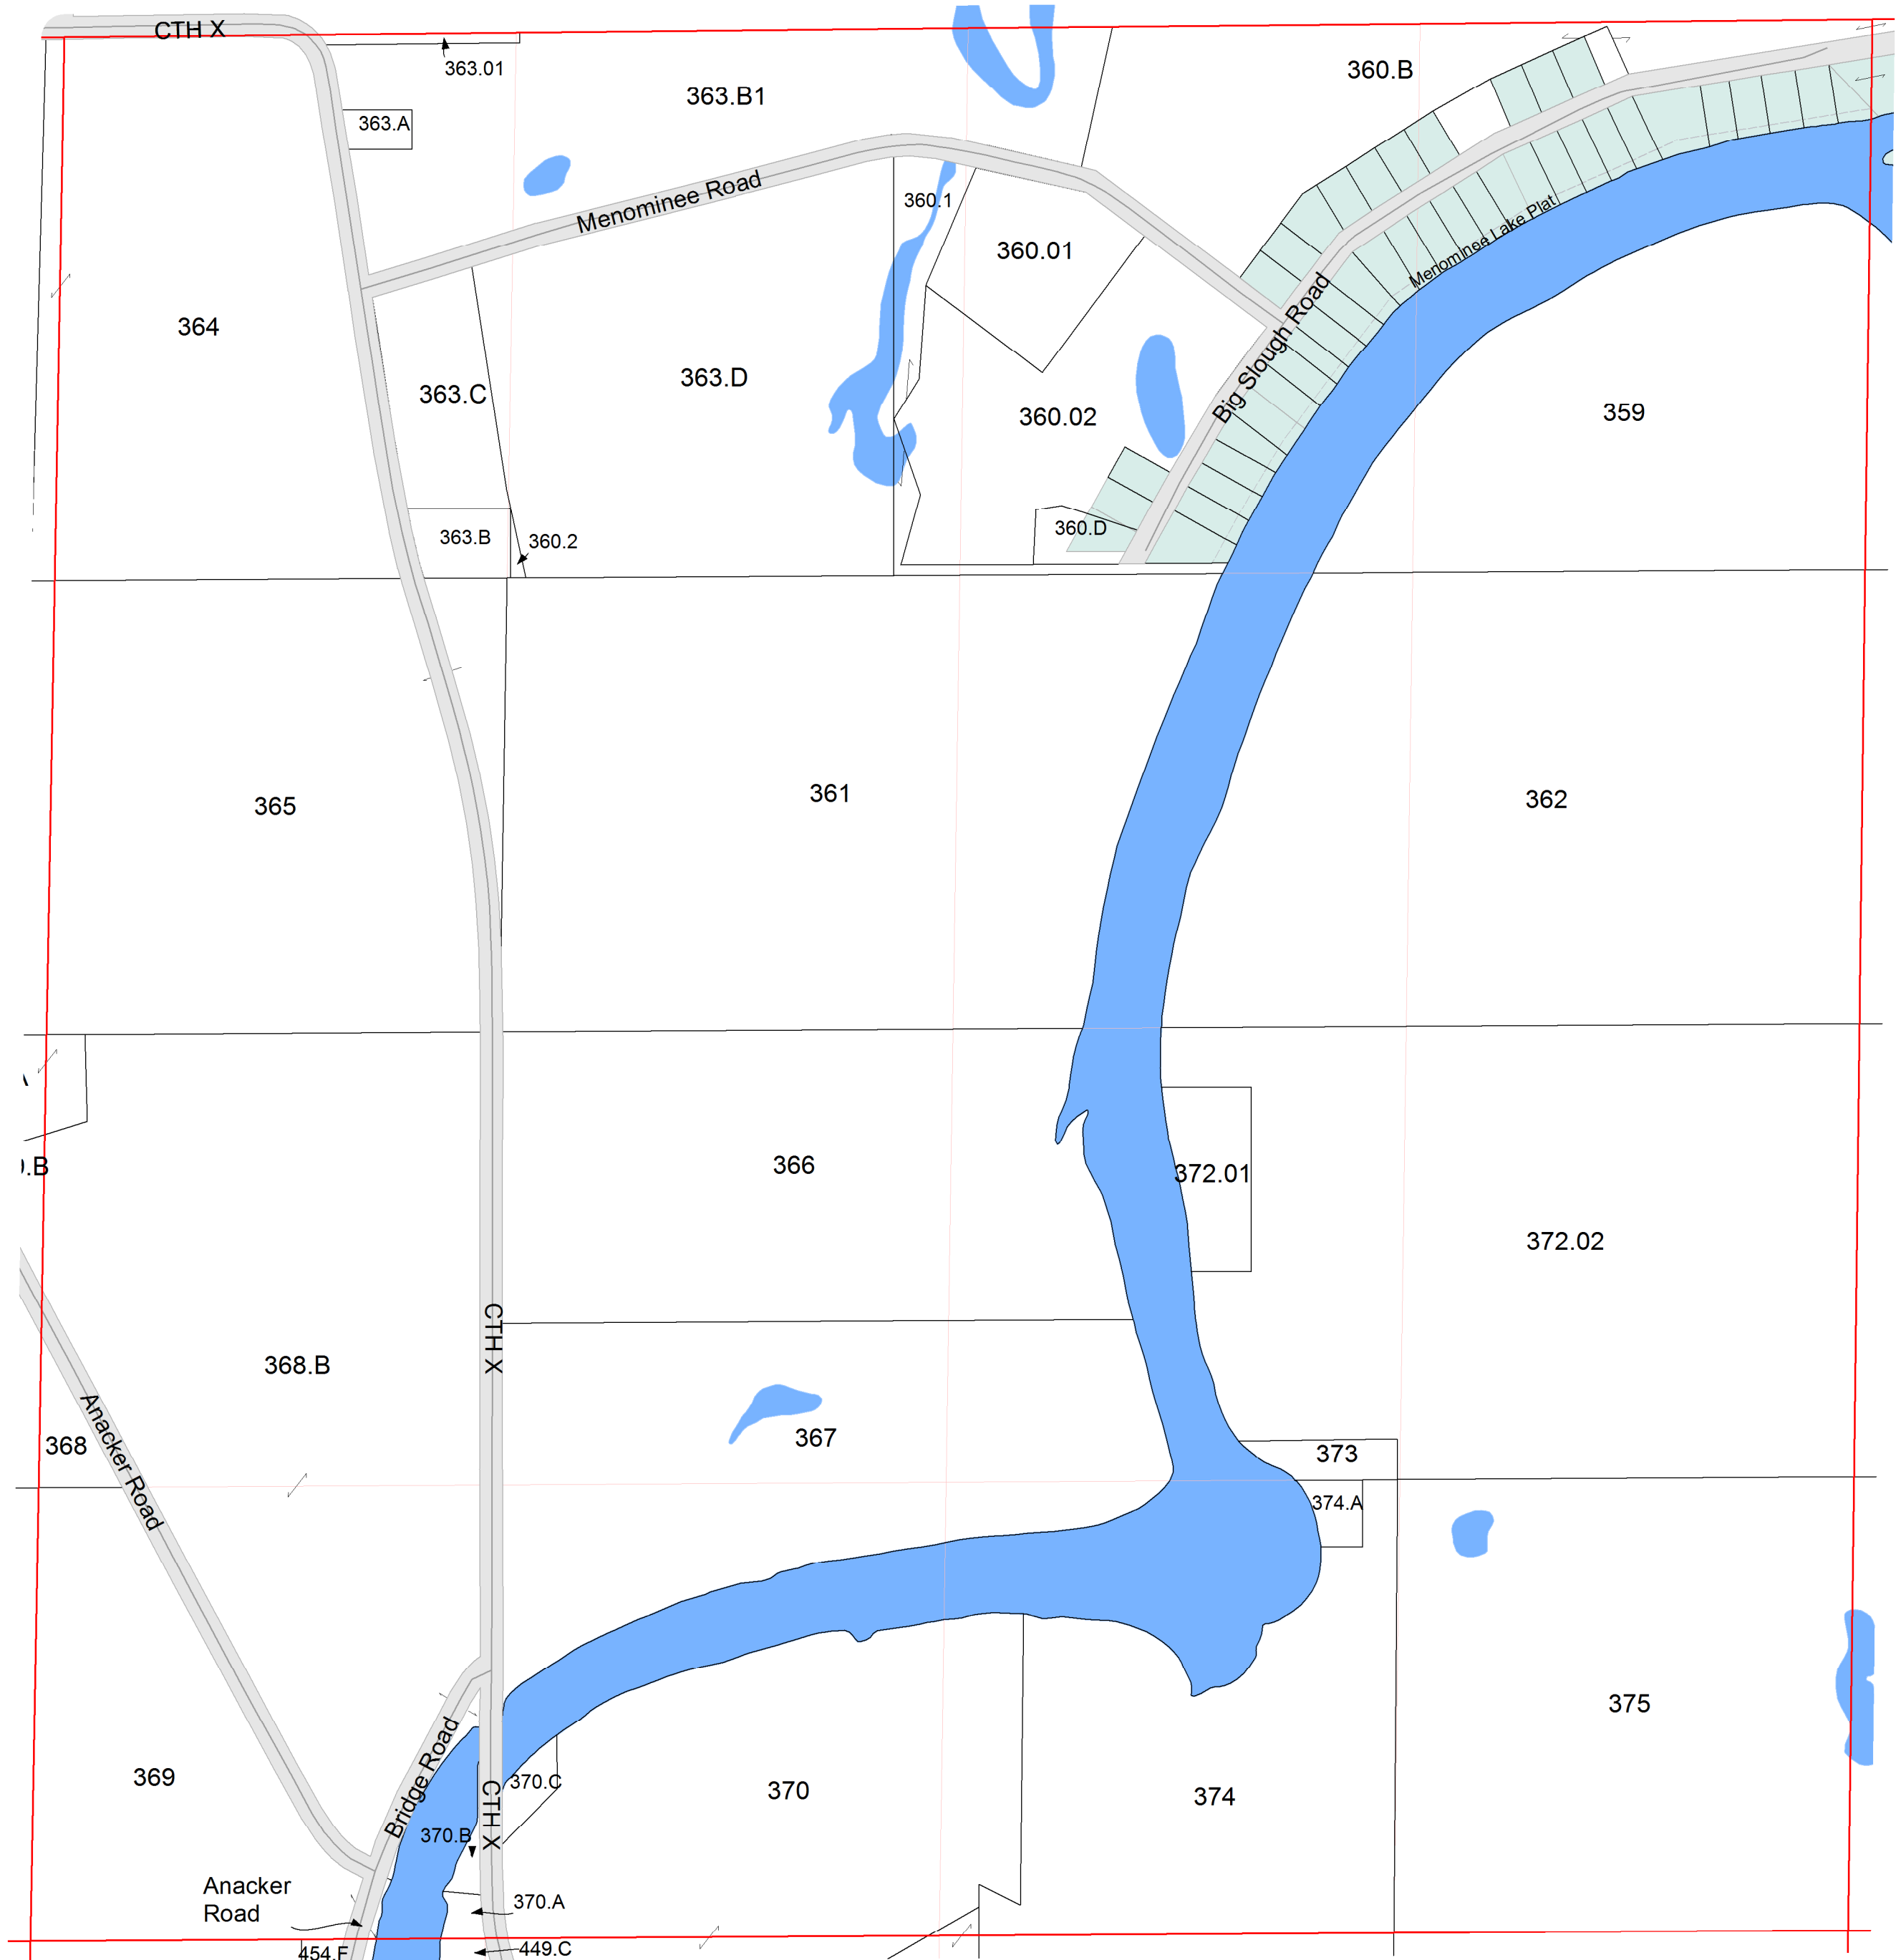 CTH X
363.01
363.B1
360.B
363.A
Menominee Road
360.1
360.01
Menominee Lake Plat
364
363.C
363.D
360.02
Big Slough Road
359
363.B
360.2
360.D
365
361
362
366
372.01
372.02
CTH X
368.B
368
Anacker Road
367
373
374.A
375
369
Bridge Road
370.C
CTH X
370
374
370.B
Anacker
Road
370.A
454.F
449.C